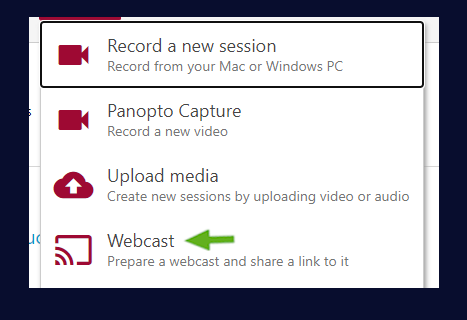 Record a new session
Record from your Mac or Windows PC
Panopto Capture
Record a new video
Upload media
Create new sessions by uploading video or audio
Webcast
Prepare a webcast and share a link to it